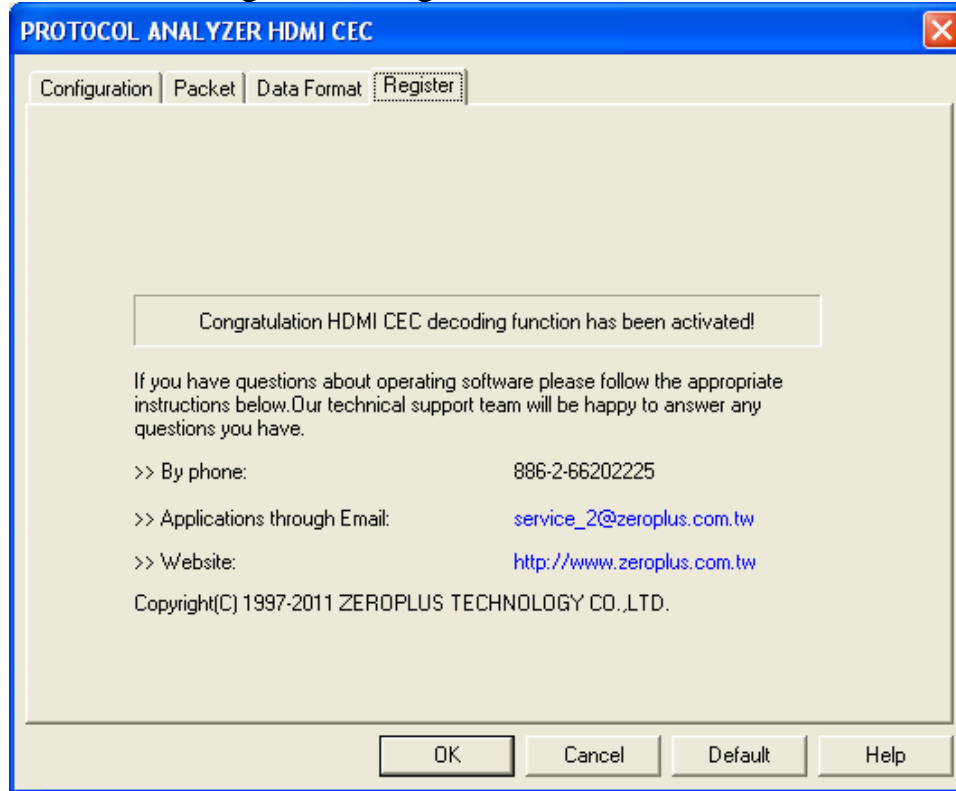 PROTOCOL ANALYZER HDMI CEC
Configuration Packet Data Format Register
Congratulation HDMI CEC decoding function has been activated!
If you have questions about operating software please follow the appropriate
instructions below.Our technical support team will be happy to answer any
questions you have.
>> By phone: 886-2-66202225
>> Applications through Email: service_2@zeroplus.com.tw
>> Website: http://www.zeroplus.com.tw
Copyright(C) 1997-2011 ZEROPLUS TECHNOLOGY CO.,LTD.
OK Cancel Default Help